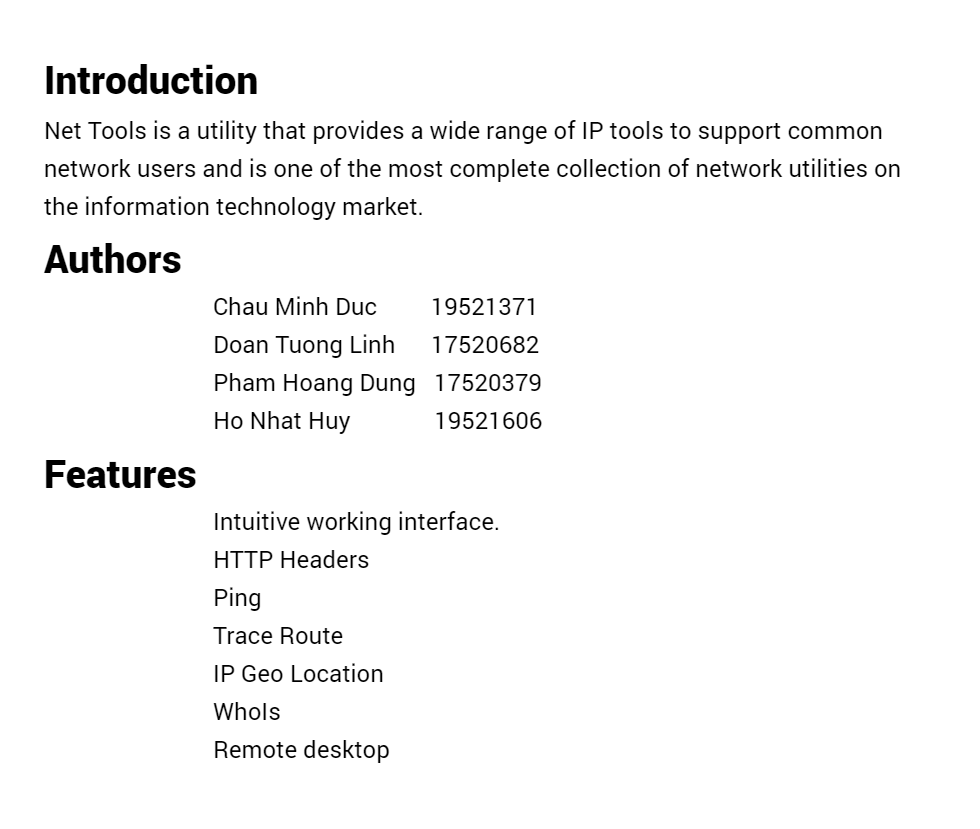 Introduction
Net Tools is a utility that provides a wide range of IP tools to support common
network users and is one of the most complete collection of network utilities on
the information technology market.
Authors
Chau Minh Duc 19521371
Doan Tuong Linh 17520682
Pham Hoang Dung 17520379
Ho Nhat Huy 19521606
Features
Intuitive working interface.
HTTP Headers
Ping
Trace Route
IP Geo Location
WhoIs
Remote desktop